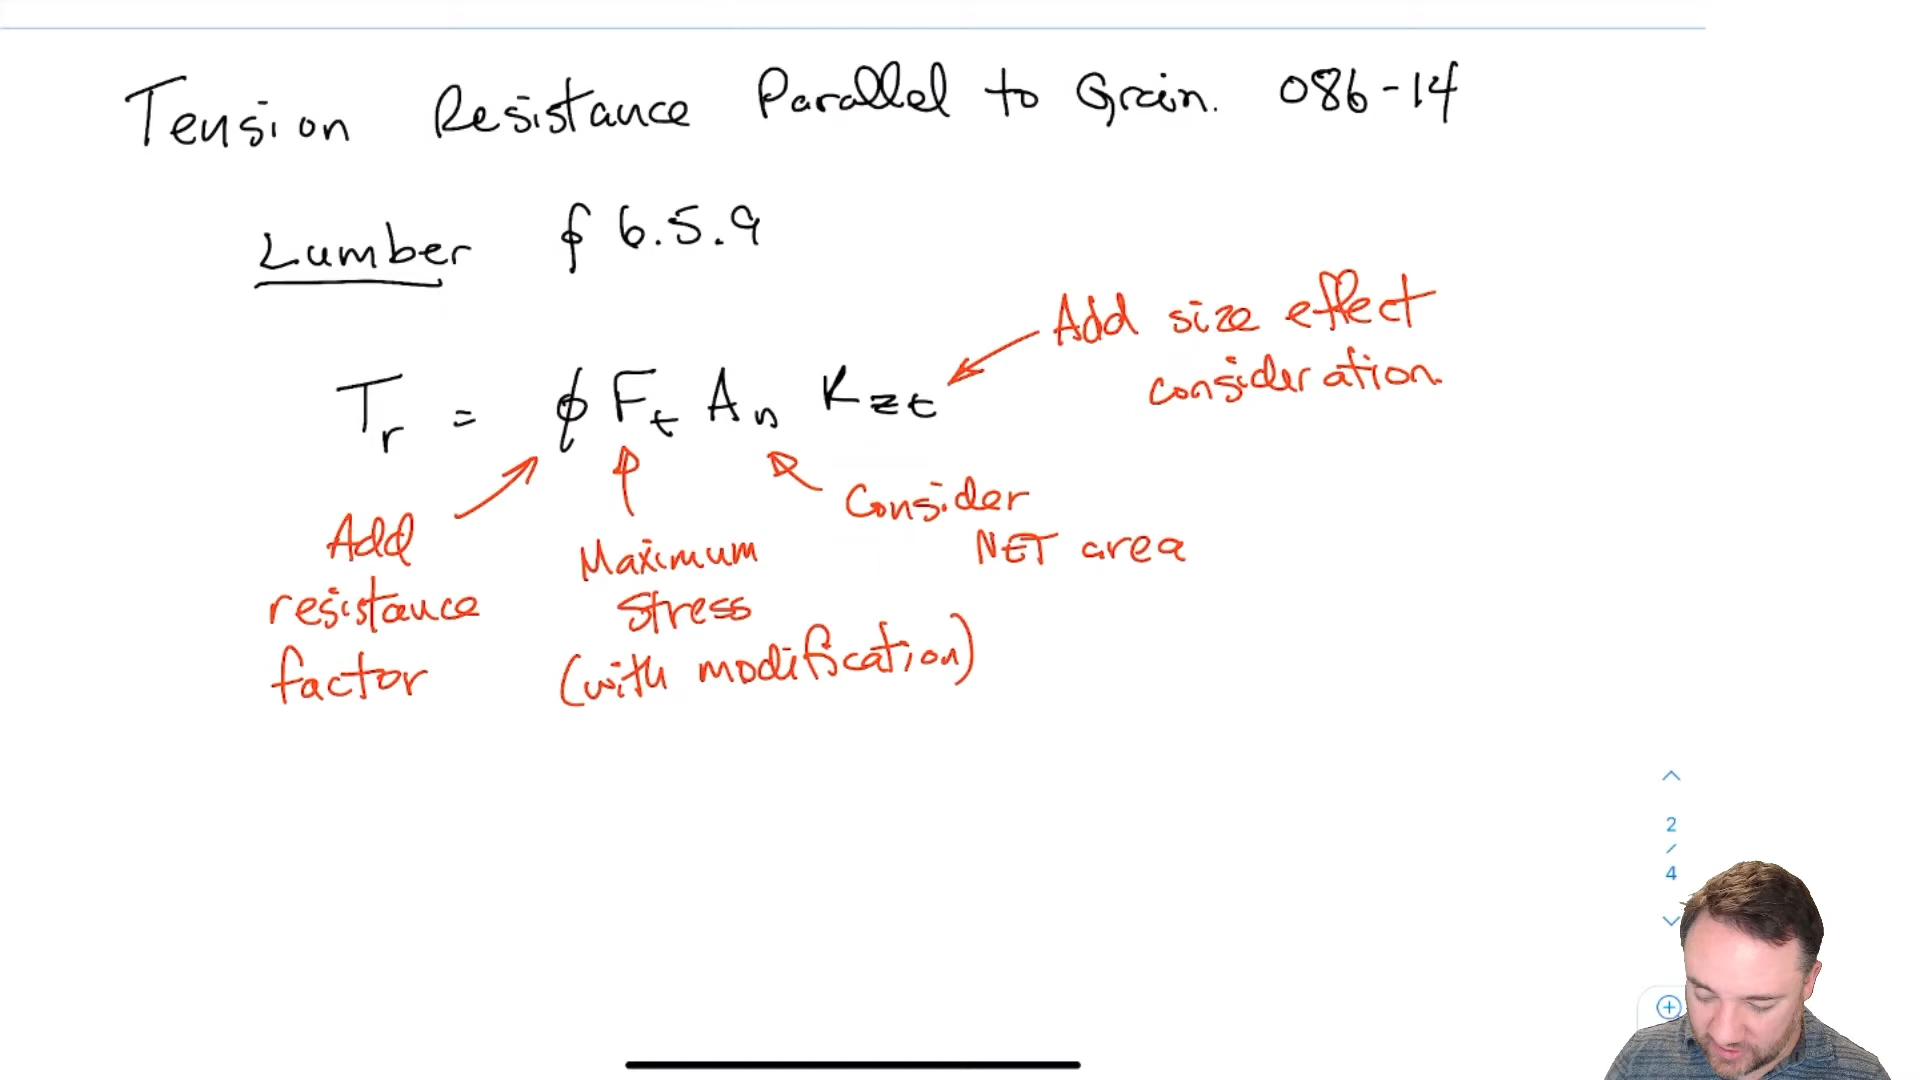 Tension Resistance Parallel to Grain. 086-14
Lumber § 6.5.9
Add size effect
consideration.
Tr = ϕ Ft An Kzt
Consider
NET area
Add
resistance
factor
Maximum
stress
(with modification)
2
/
4